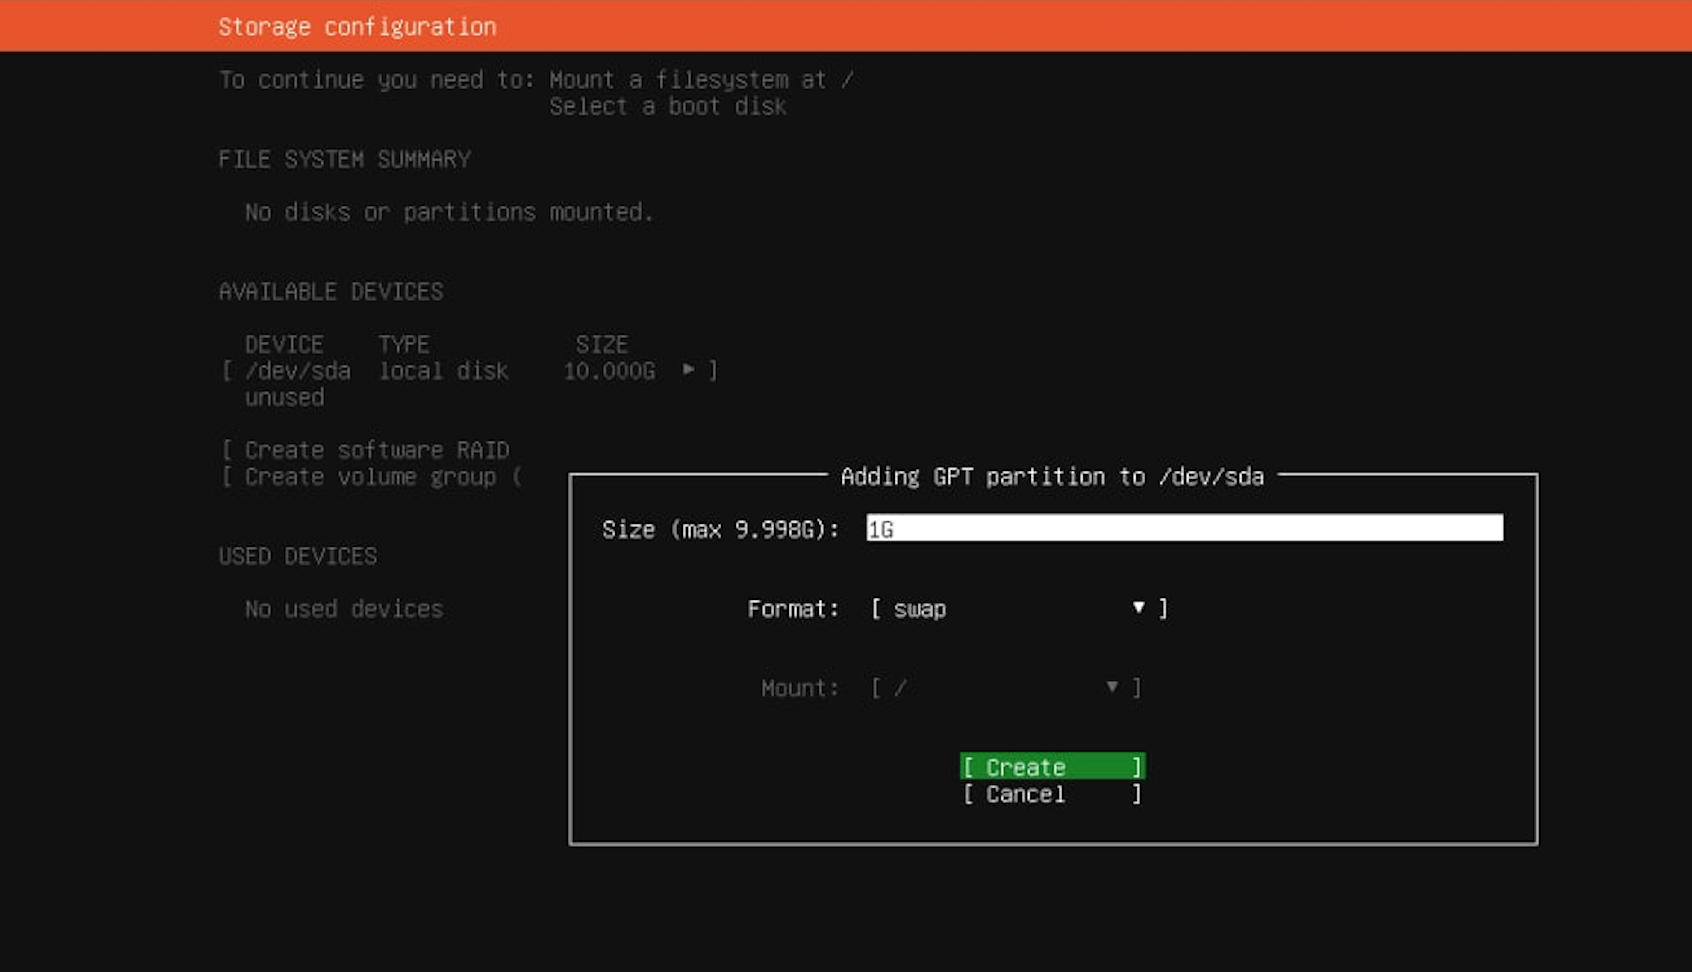 Storage configuration
To continue you need to: Mount a filesystem at /
Select a boot disk
FILE SYSTEM SUMMARY
No disks or partitions mounted.
AVAILABLE DEVICES
DEVICE TYPE SIZE
[ /dev/sda local disk 10.000G ▸ ]
unused
[ Create software RAID
[ Create volume group (
USED DEVICES
No used devices
Adding GPT partition to /dev/sda
Size (max 9.998G): 1G
Format: [ swap ▾ ]
Mount: [ / ▾ ]
[ Create ]
[ Cancel ]